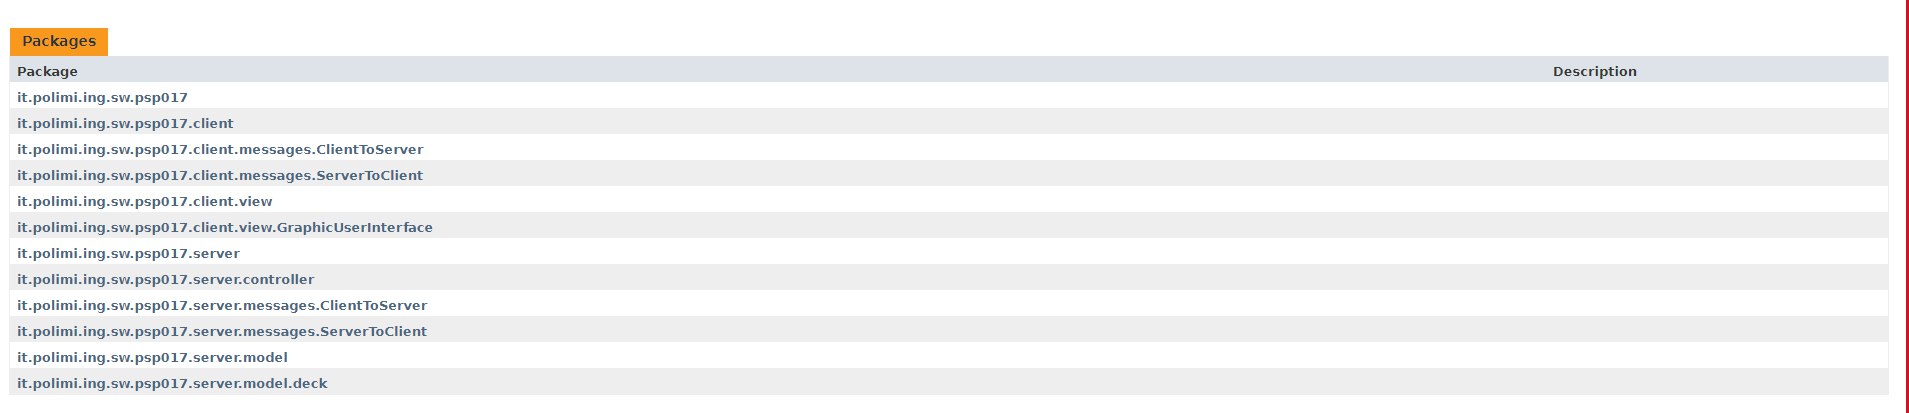 Packages
Package Description
it.polimi.ing.sw.psp017
it.polimi.ing.sw.psp017.client
it.polimi.ing.sw.psp017.client.messages.ClientToServer
it.polimi.ing.sw.psp017.client.messages.ServerToClient
it.polimi.ing.sw.psp017.client.view
it.polimi.ing.sw.psp017.client.view.GraphicUserInterface
it.polimi.ing.sw.psp017.server
it.polimi.ing.sw.psp017.server.controller
it.polimi.ing.sw.psp017.server.messages.ClientToServer
it.polimi.ing.sw.psp017.server.messages.ServerToClient
it.polimi.ing.sw.psp017.server.model
it.polimi.ing.sw.psp017.server.model.deck